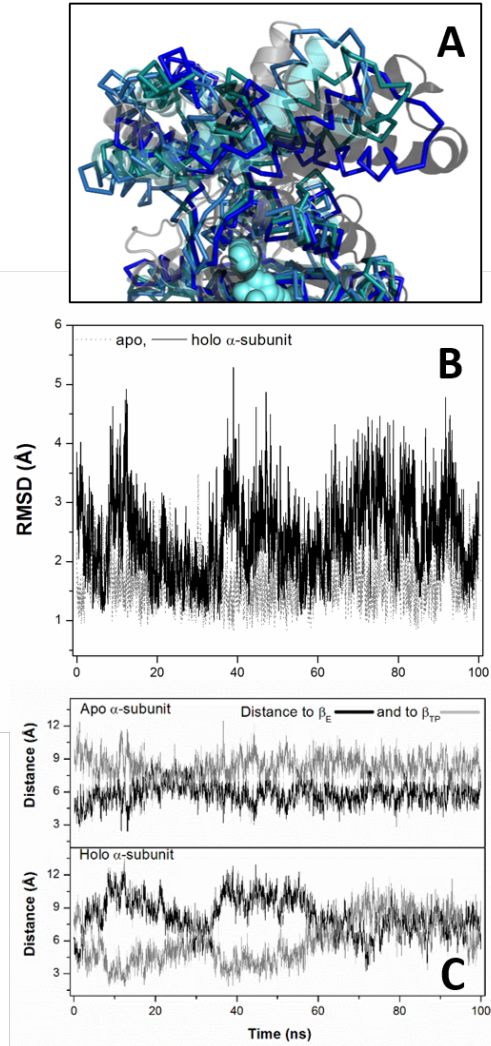 A
apo, holo α-subunit
B
6
5
4
3
2
1
RMSD (Å)
0 20 40 60 80 100
Apo α-subunit Distance to βE and to βTP
12
9
6
3
Distance (Å)
Holo α-subunit
12
9
6
3
Distance (Å)
C
0 20 40 60 80 100
Time (ns)